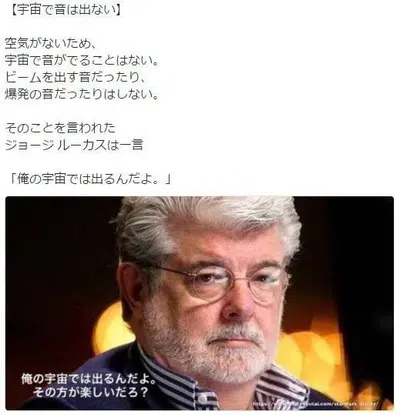 【宇宙で音は出ない】
空気がないため、
宇宙で音がでることはない。
ビームを出す音だったり、
爆発の音だったりはしない。
そのことを言われた
ジョージ ルーカスは一言
「俺の宇宙では出るんだよ。」
俺の宇宙では出るんだよ。
その方が楽しいだろ？